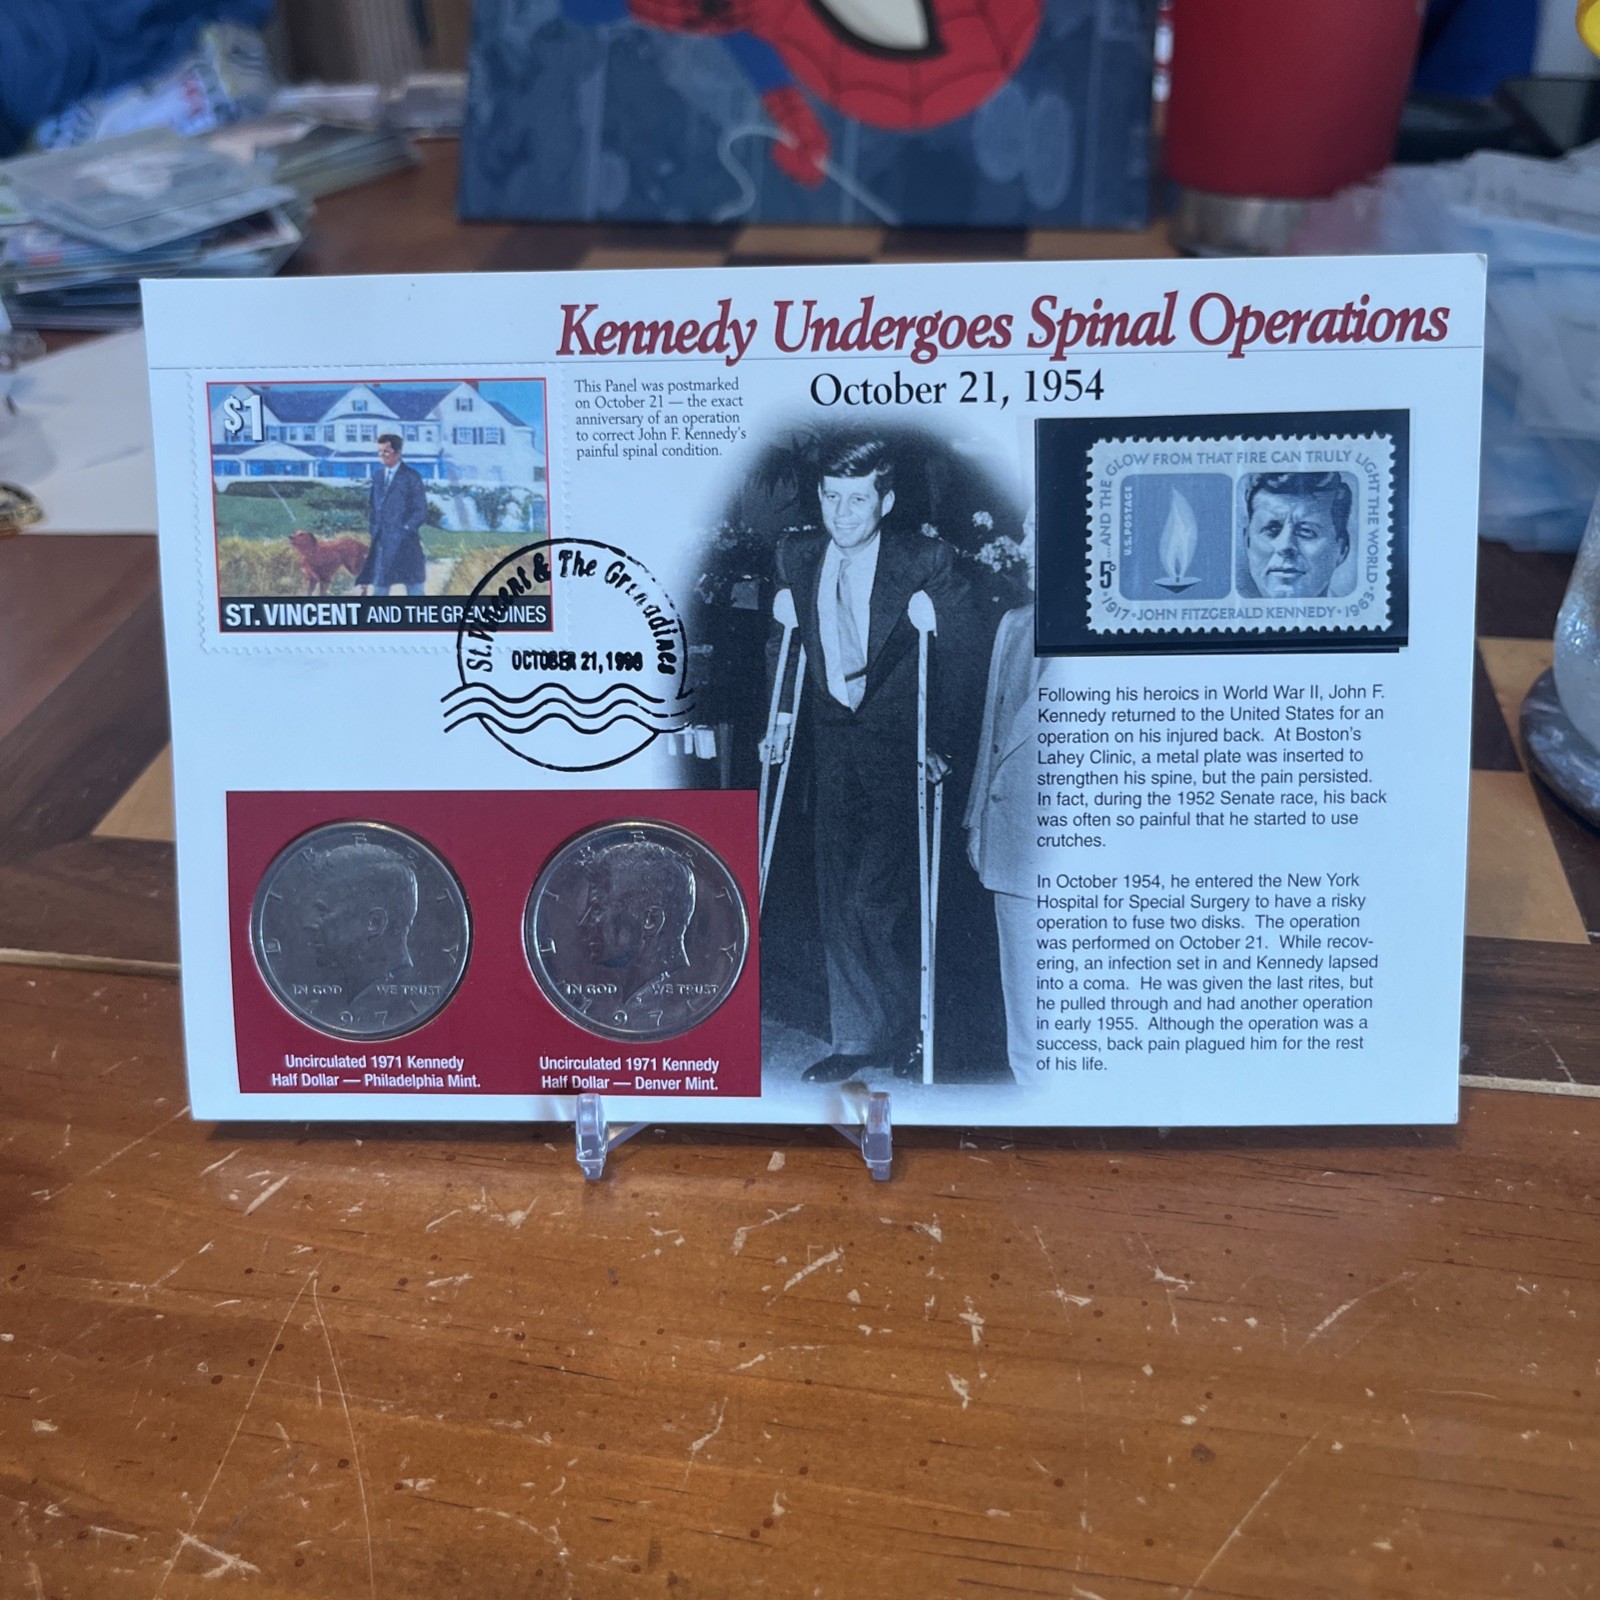 Kennedy Undergoes Spinal Operations
October 21, 1954
$1
ST. VINCENT AND THE GRENADINES
This Panel was postmarked
on October 21 — the exact
anniversary of an operation
to correct John F. Kennedy's
painful spinal condition.
St. Vincent & The Grenadines
OCTOBER 21, 1998
...AND THE GLOW FROM THAT FIRE CAN TRULY LIGHT THE WORLD
U.S. POSTAGE
5c
1917 · JOHN FITZGERALD KENNEDY · 1963
Following his heroics in World War II, John F.
Kennedy returned to the United States for an
operation on his injured back. At Boston's
Lahey Clinic, a metal plate was inserted to
strengthen his spine, but the pain persisted.
In fact, during the 1952 Senate race, his back
was often so painful that he started to use
crutches.
In October 1954, he entered the New York
Hospital for Special Surgery to have a risky
operation to fuse two disks. The operation
was performed on October 21. While recov-
ering, an infection set in and Kennedy lapsed
into a coma. He was given the last rites, but
he pulled through and had another operation
in early 1955. Although the operation was a
success, back pain plagued him for the rest
of his life.
LIBERTY
IN GOD WE TRUST
1971
LIBERTY
IN GOD WE TRUST
1971
Uncirculated 1971 Kennedy
Half Dollar — Philadelphia Mint.
Uncirculated 1971 Kennedy
Half Dollar — Denver Mint.